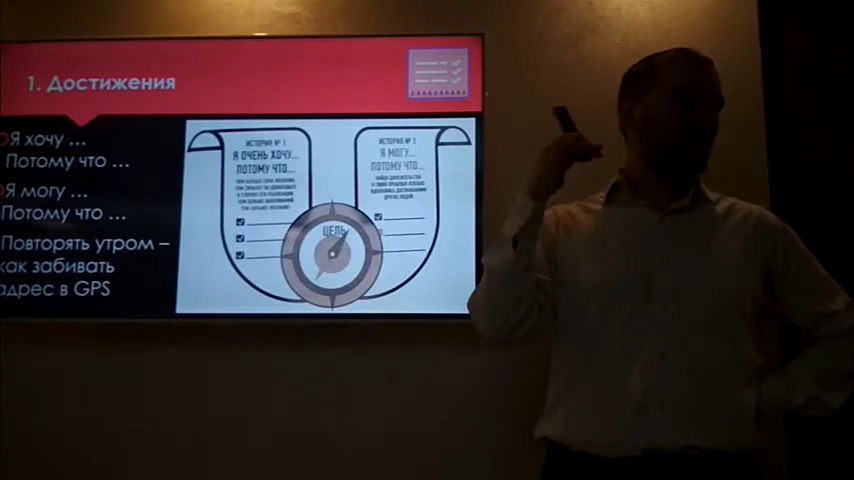 1. Достижения
Я хочу ...
Потому что ...
Я могу ...
Потому что ...
Повторять утром –
как забивать
адрес в GPS
ИСТОРИЯ № 1
Я ОЧЕНЬ ХОЧУ...
ПОТОМУ ЧТО...
ИСТОРИЯ № 2
Я МОГУ...
ПОТОМУ ЧТО...
ЦЕЛЬ